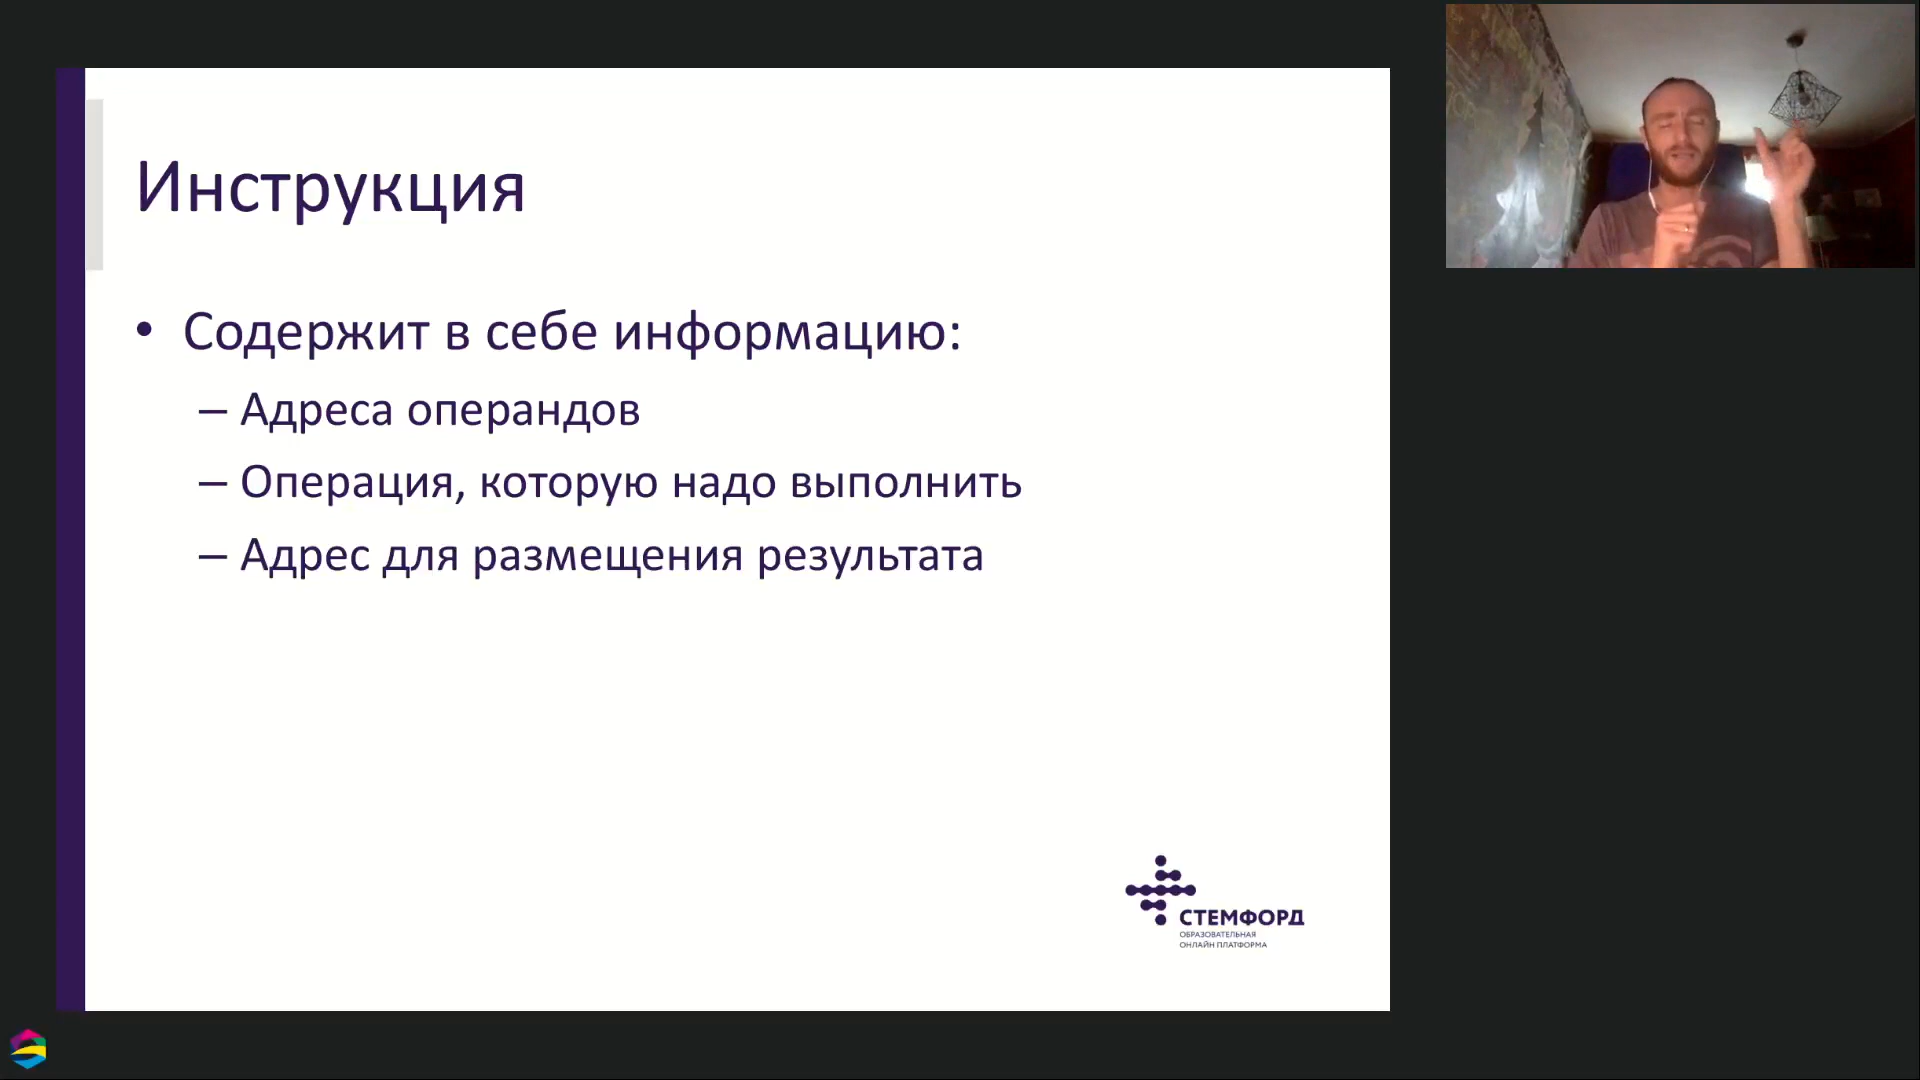 Инструкция
• Содержит в себе информацию:
– Адреса операндов
– Операция, которую надо выполнить
– Адрес для размещения результата
СТЕМФОРД
ОБРАЗОВАТЕЛЬНАЯ
ОНЛАЙН ПЛАТФОРМА